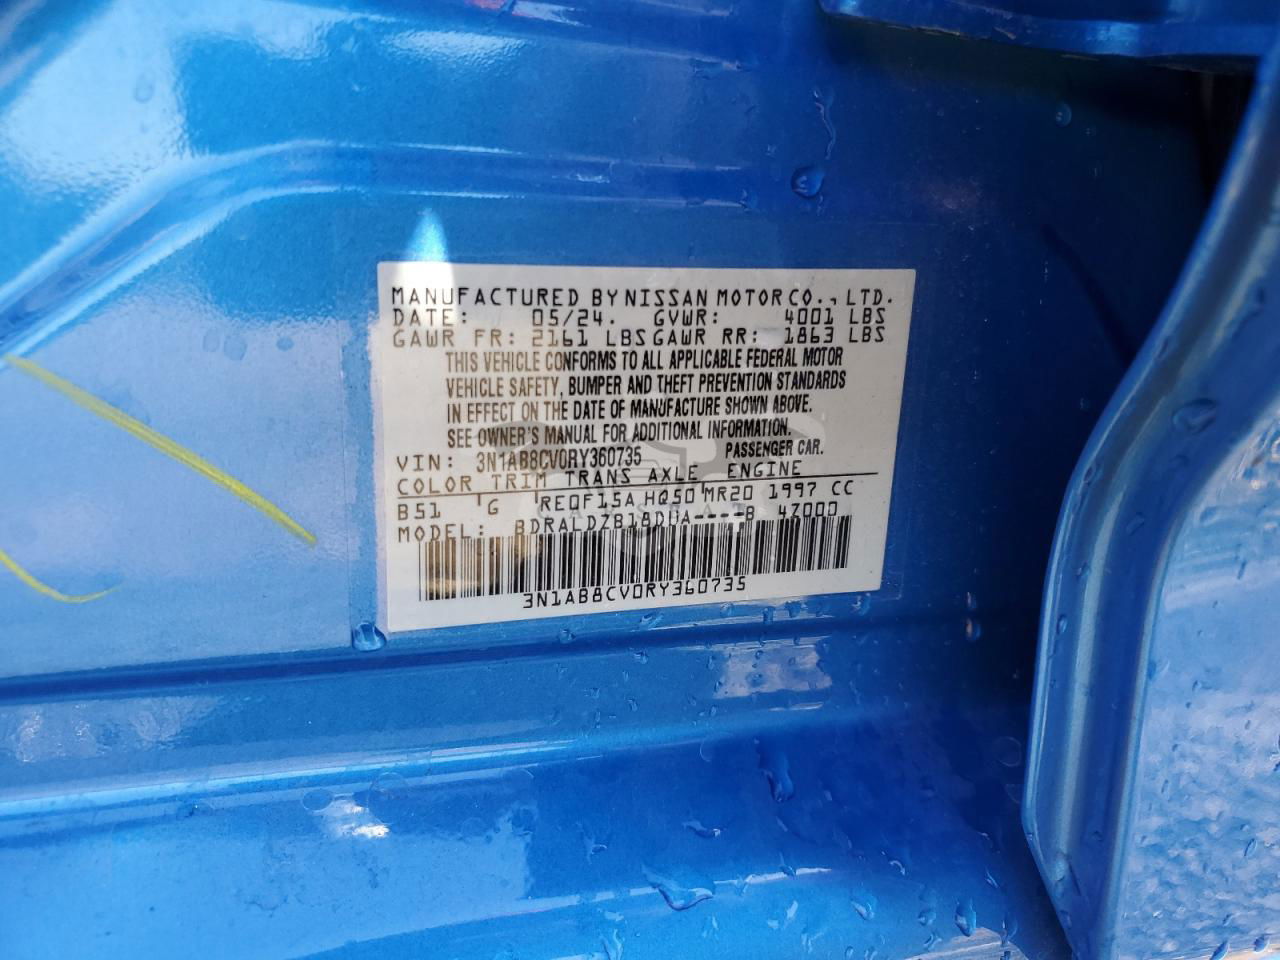 MANUFACTURED BY NISSAN MOTOR CO., LTD.
DATE: 05/24. GVWR: 4001 LBS
GAWR FR: 2161 LBS GAWR RR: 1863 LBS
THIS VEHICLE CONFORMS TO ALL APPLICABLE FEDERAL MOTOR
VEHICLE SAFETY, BUMPER AND THEFT PREVENTION STANDARDS
IN EFFECT ON THE DATE OF MANUFACTURE SHOWN ABOVE.
SEE OWNER'S MANUAL FOR ADDITIONAL INFORMATION.
VIN: 3N1AB8CV0RY360735 PASSENGER CAR.
COLOR TRIM TRANS AXLE ENGINE
B51 G RE0F15A HQ50 MR20 1997 CC
MODEL: BDRALDZB18DUA----B 4Z000
3N1AB8CV0RY360735